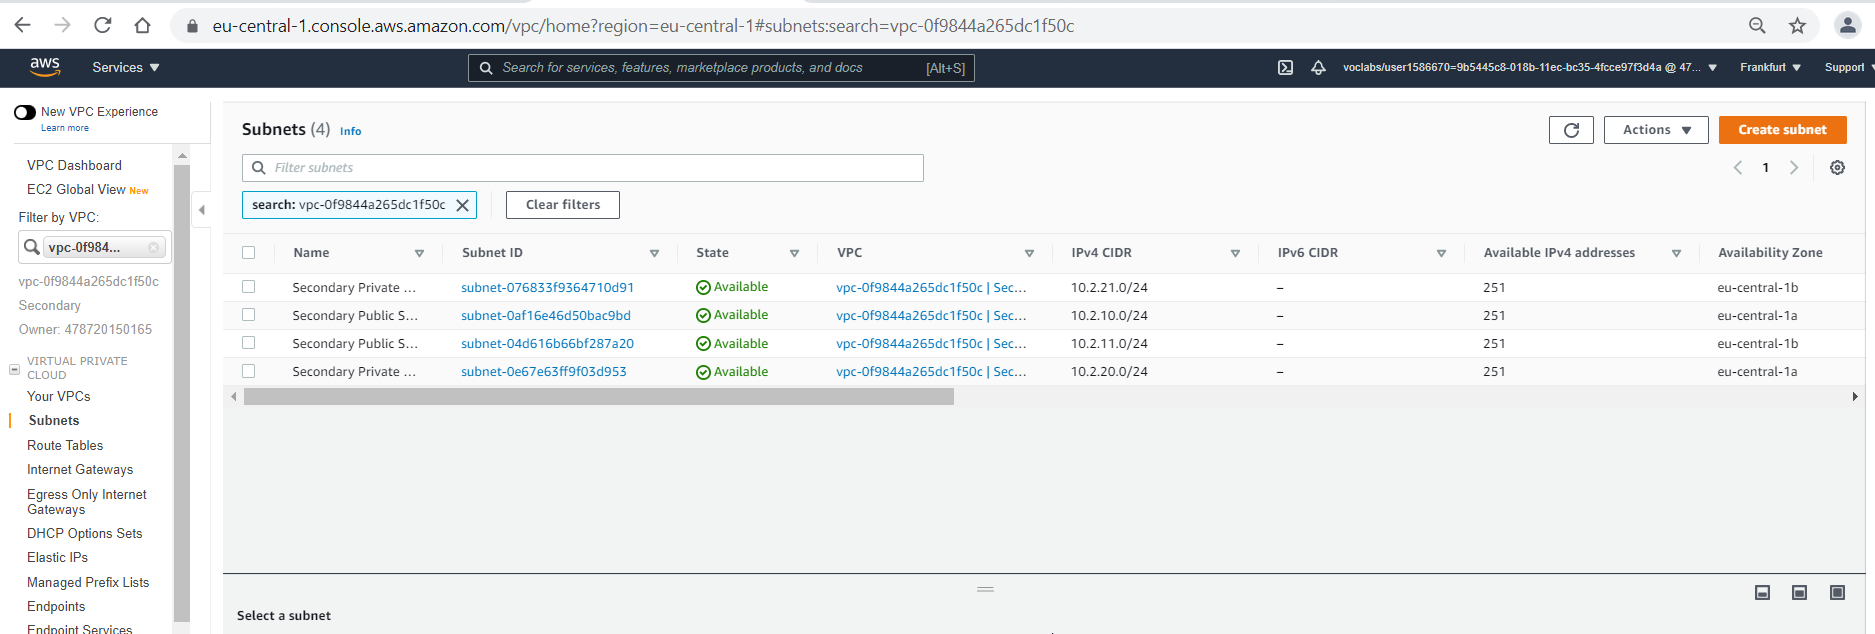 eu-central-1.console.aws.amazon.com/vpc/home?region=eu-central-1#subnets:search=vpc-0f9844a265dc1f50c
aws Services ▼ Search for services, features, marketplace products, and docs [Alt+S] voclabs/user1586670=9b5445c8-018b-11ec-bc35-4fcce97f3d4a @ 47... ▼ Frankfurt ▼ Support
New VPC Experience
Learn more
VPC Dashboard
EC2 Global View New
Filter by VPC:
vpc-0f984...
vpc-0f9844a265dc1f50c
Secondary
Owner: 478720150165
VIRTUAL PRIVATE
CLOUD
Your VPCs
Subnets
Route Tables
Internet Gateways
Egress Only Internet
Gateways
DHCP Options Sets
Elastic IPs
Managed Prefix Lists
Endpoints
Endpoint Services
Subnets (4) Info
Actions ▼ Create subnet
Filter subnets
1
search: vpc-0f9844a265dc1f50c Clear filters
Name Subnet ID State VPC IPv4 CIDR IPv6 CIDR Available IPv4 addresses Availability Zone
Secondary Private ... subnet-076833f9364710d91 Available vpc-0f9844a265dc1f50c | Sec... 10.2.21.0/24 – 251 eu-central-1b
Secondary Public S... subnet-0af16e46d50bac9bd Available vpc-0f9844a265dc1f50c | Sec... 10.2.10.0/24 – 251 eu-central-1a
Secondary Public S... subnet-04d616b66bf287a20 Available vpc-0f9844a265dc1f50c | Sec... 10.2.11.0/24 – 251 eu-central-1b
Secondary Private ... subnet-0e67e63ff9f03d953 Available vpc-0f9844a265dc1f50c | Sec... 10.2.20.0/24 – 251 eu-central-1a
Select a subnet